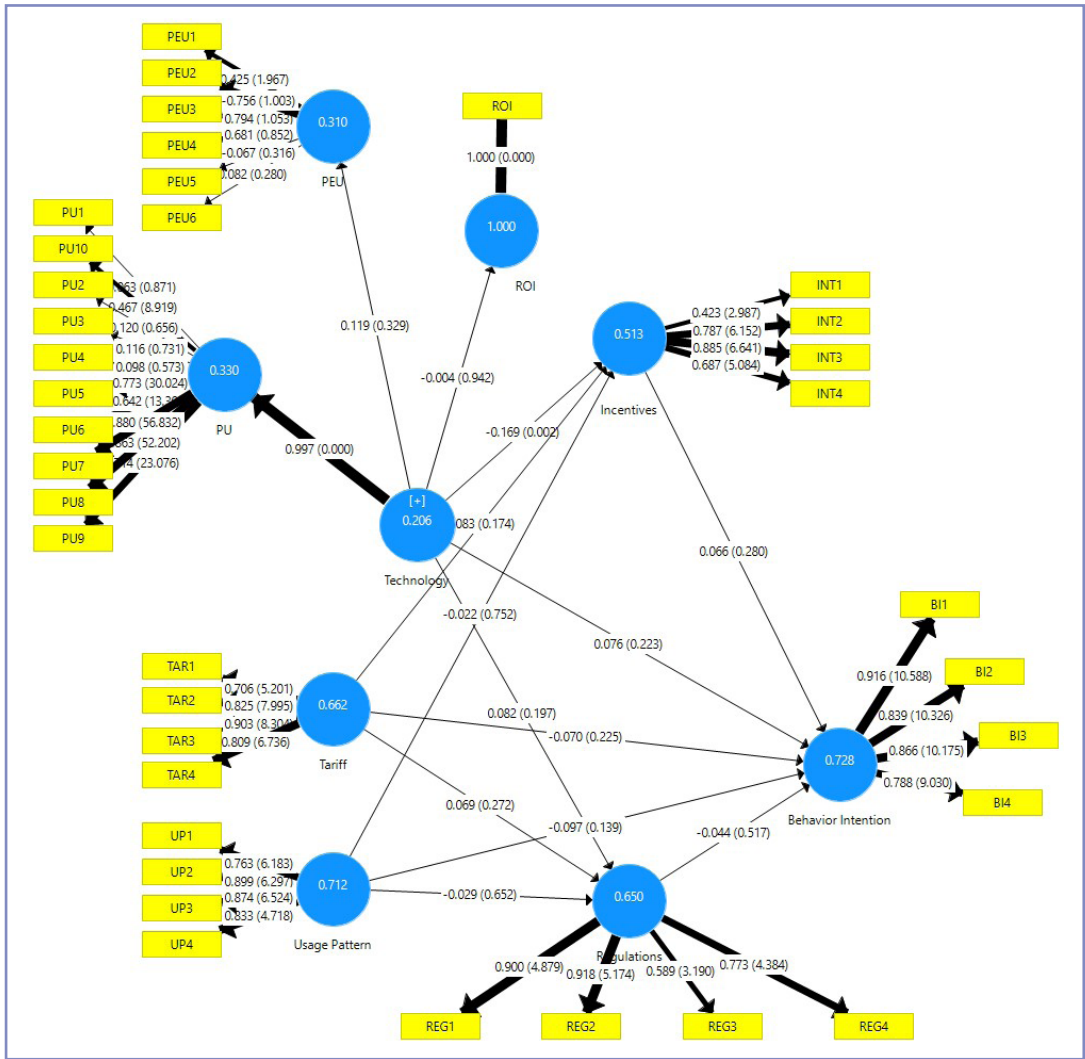 PEU1
PEU2
PEU3
PEU4
PEU5
PEU6
(1.967)
-0.756 (1.003)
0.794 (1.053)
0.681 (0.852)
-0.067 (0.316)
(0.280)
0.310
PEU
ROI
1.000 (0.000)
1.000
ROI
PU1
PU10
PU2
PU3
PU4
PU5
PU6
PU7
PU8
PU9
(0.871)
(8.919)
(0.656)
0.116 (0.731)
0.098 (0.573)
0.773 (30.024)
(56.832)
(52.202)
(23.076)
0.330
PU
0.119 (0.329)
-0.004 (0.942)
0.997 (0.000)
0.513
Incentives
0.423 (2.987)
0.787 (6.152)
0.885 (6.641)
0.687 (5.084)
INT1
INT2
INT3
INT4
-0.169 (0.002)
(0.174)
[+]
0.206
Technology
0.066 (0.280)
-0.022 (0.752)
0.076 (0.223)
TAR1
TAR2
TAR3
TAR4
0.706 (5.201)
0.825 (7.995)
0.903 (8.304)
0.809 (6.736)
0.662
Tariff
0.082 (0.197)
-0.070 (0.225)
0.069 (0.272)
BI1
BI2
BI3
BI4
0.916 (10.588)
0.839 (10.326)
0.866 (10.175)
0.788 (9.030)
0.728
Behavior Intention
UP1
UP2
UP3
UP4
0.763 (6.183)
0.899 (6.297)
0.874 (6.524)
0.833 (4.718)
0.712
Usage Pattern
-0.097 (0.139)
-0.044 (0.517)
-0.029 (0.652)
0.650
Regulations
0.900 (4.879)
0.918 (5.174)
0.589 (3.190)
0.773 (4.384)
REG1
REG2
REG3
REG4